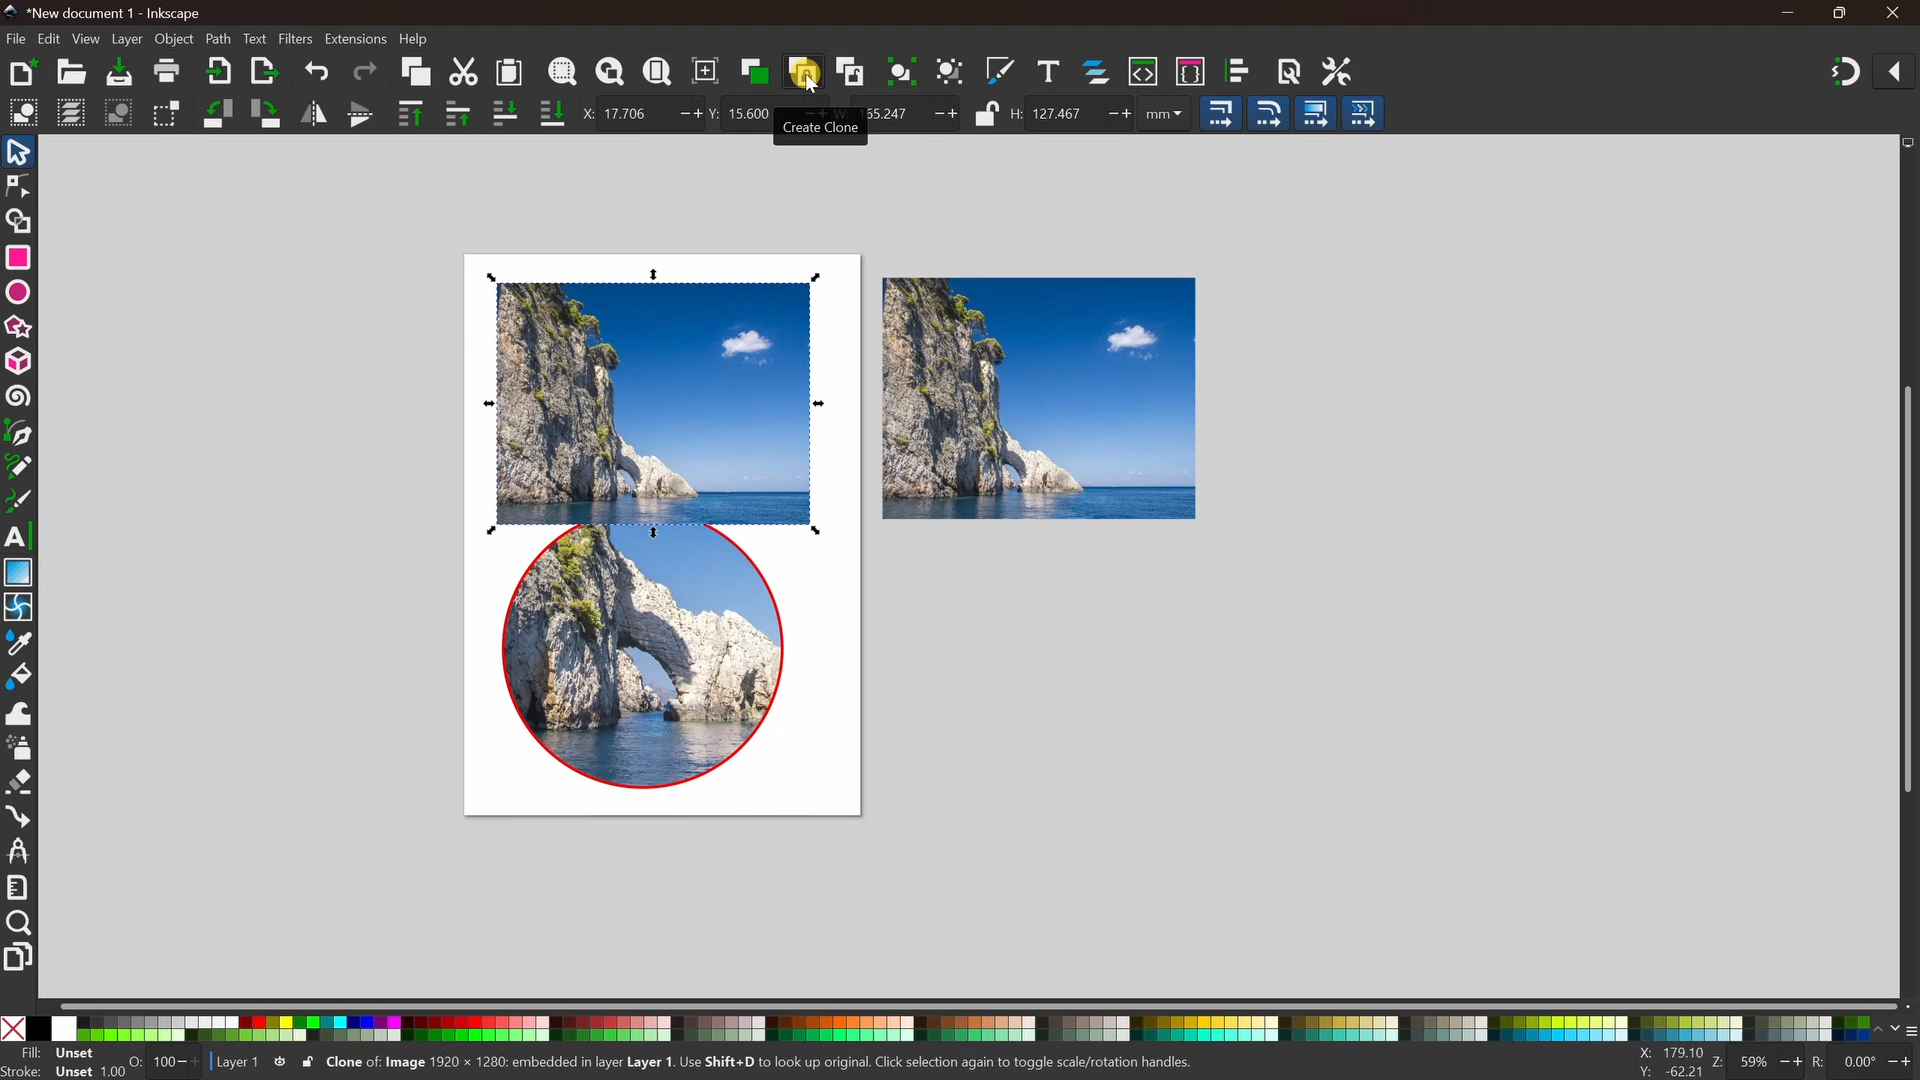 *New document 1 - Inkscape
File Edit View Layer Object Path Text Filters Extensions Help
X: 17.706 Y: 15.600 W: 165.247 H: 127.467 mm
Create Clone
Fill: Unset
Stroke: Unset 1.00
O: 100
Layer 1
Clone of: Image 1920 × 1280: embedded in layer Layer 1. Use Shift+D to look up original. Click selection again to toggle scale/rotation handles.
X: 179.10
Y: -62.21
Z: 59%
R: 0.00°